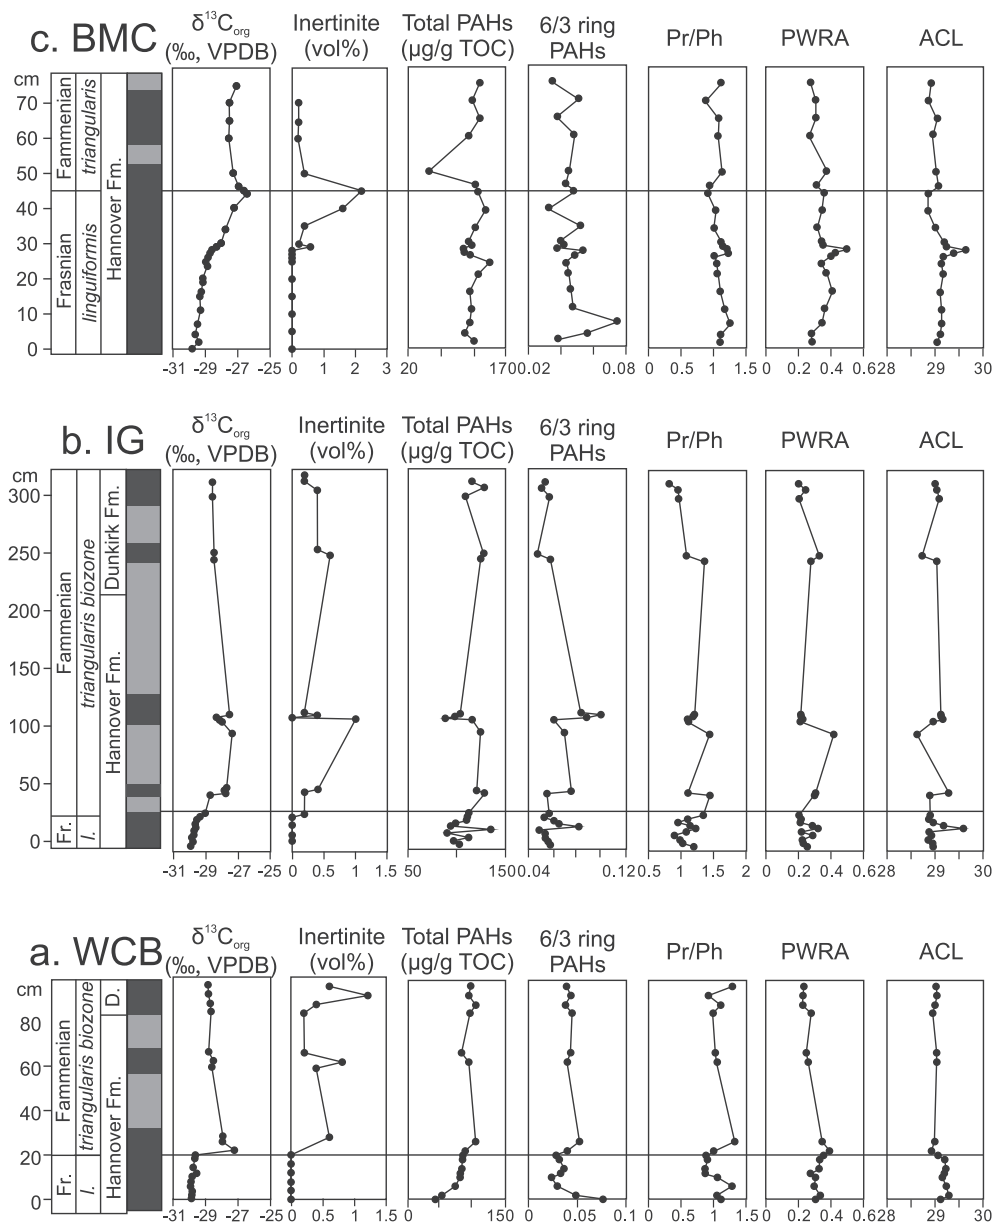 c. BMC
δ¹³Corg
(‰, VPDB)
Inertinite
(vol%)
Total PAHs
(µg/g TOC)
6/3 ring
PAHs
Pr/Ph
PWRA
ACL
cm
70
60
50
40
30
20
10
0
Frasnian
Fammenian
linguiformis
triangularis
Hannover Fm.
-31 -29 -27 -25
0 1 2 3
20 1700
0.02 0.08
0 0.5 1 1.5
0 0.2 0.4 0.6
28 29 30
b. IG
δ¹³Corg
(‰, VPDB)
Inertinite
(vol%)
Total PAHs
(µg/g TOC)
6/3 ring
PAHs
Pr/Ph
PWRA
ACL
cm
300
250
200
150
100
50
0
Fr.
Fammenian
l.
triangularis biozone
Hannover Fm.
Dunkirk Fm.
-31 -29 -27 -25
0 0.5 1 1.5
50 1500
0.04 0.12
0.5 1 1.5 2
0 0.2 0.4 0.6
28 29 30
a. WCB
δ¹³Corg
(‰, VPDB)
Inertinite
(vol%)
Total PAHs
(µg/g TOC)
6/3 ring
PAHs
Pr/Ph
PWRA
ACL
cm
80
60
40
20
0
Fr.
Fammenian
l.
triangularis biozone
Hannover Fm.
D.
-31 -29 -27 -25
0 0.5 1 1.5
0 150
0 0.05 0.1
0 0.5 1 1.5
0 0.2 0.4 0.6
28 29 30